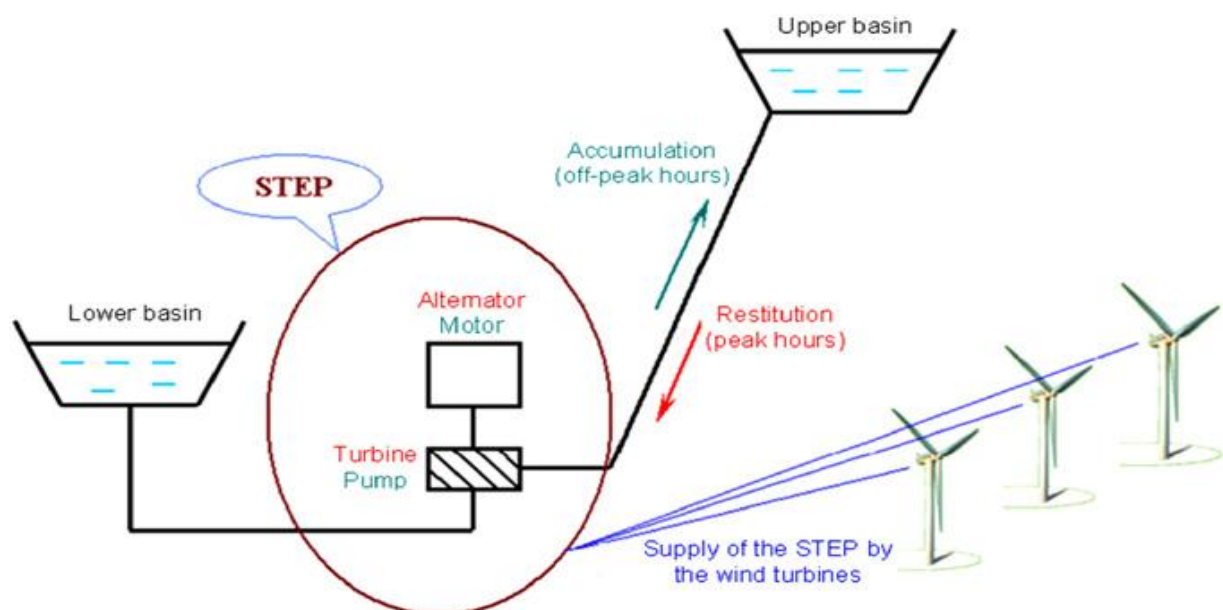 Upper basin
Accumulation
(off-peak hours)
STEP
Lower basin
Alternator
Motor
Restitution
(peak hours)
Turbine
Pump
Supply of the STEP by
the wind turbines